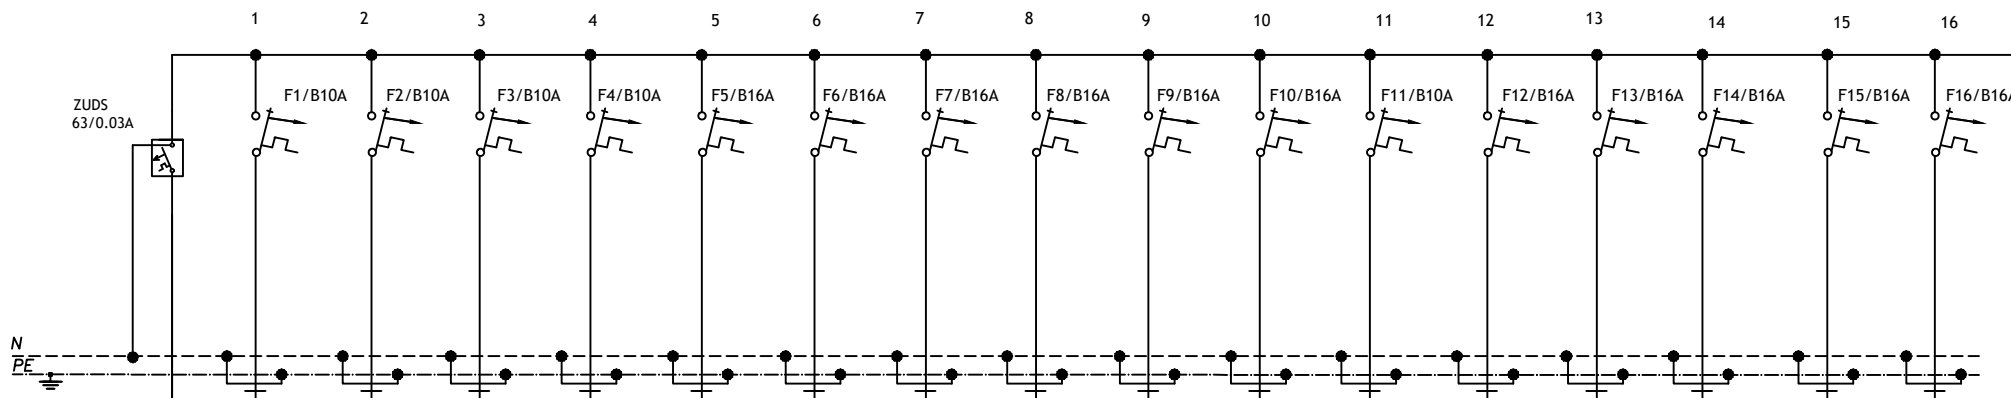 1 2 3 4 5 6 7 8 9 10 11 12 13 14 15 16
F1/B10A F2/B10A F3/B10A F4/B10A F5/B16A F6/B16A F7/B16A F8/B16A F9/B16A F10/B16A F11/B10A F12/B16A F13/B16A F14/B16A F15/B16A F16/B16A
ZUDS
63/0.03A
N
PE